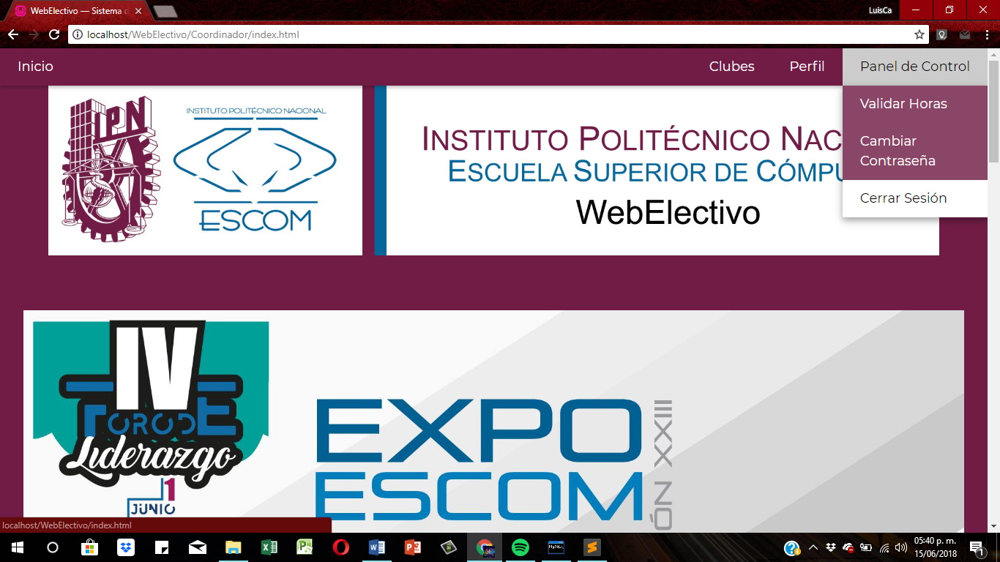 WebElectivo — Sistema d
LuisCa
localhost/WebElectivo/Coordinador/index.html
Inicio
Clubes
Perfil
Panel de Control
Validar Horas
Cambiar
Contraseña
Cerrar Sesión
IPN
INSTITUTO POLITÉCNICO NACIONAL
ESCOM
INSTITUTO POLITÉCNICO NAC
ESCUELA SUPERIOR DE CÓMPU
WebElectivo
IV
FORO DE
Liderazgo
1
JUNIO
EXPO
ESCOM
ÓN XXIII
localhost/WebElectivo/index.html
MySQL
05:40 p. m.
15/06/2018
1